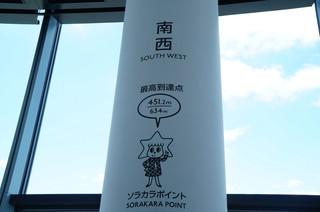 南
西
SOUTH WEST
最高到達点
451.2m
634m
ソラカラポイント
SORAKARA POINT